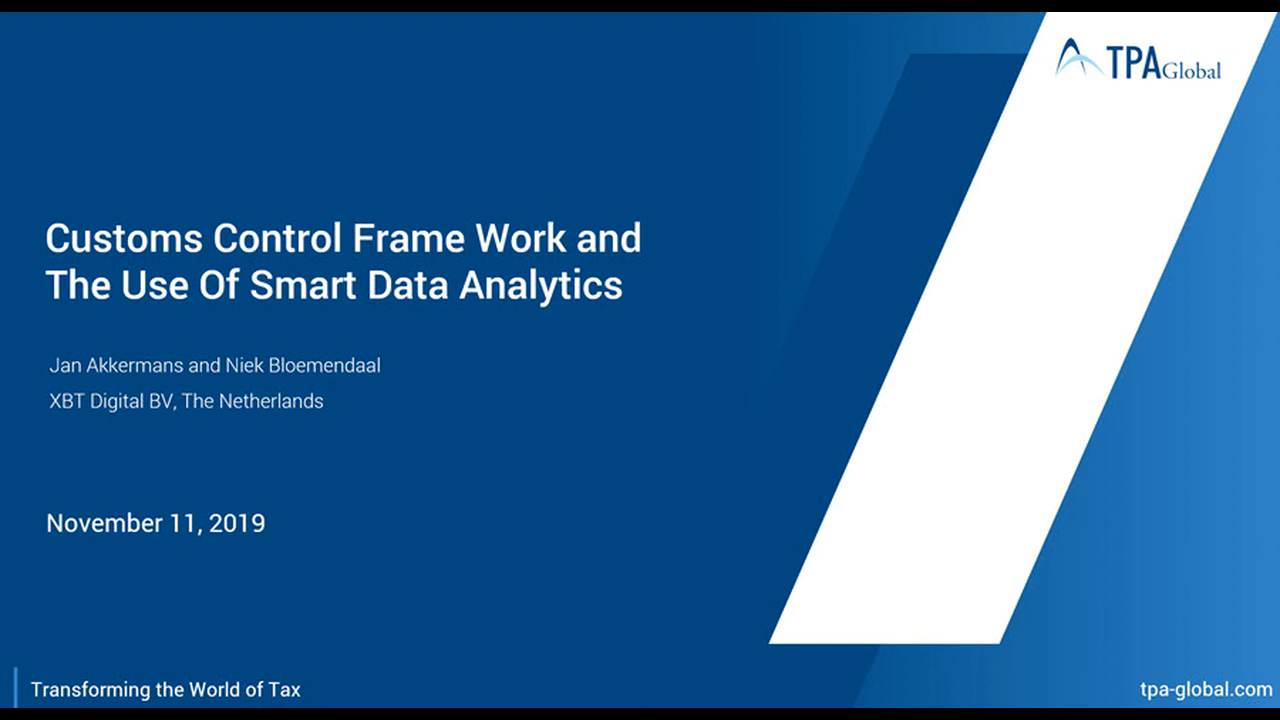 TPA Global
Customs Control Frame Work and
The Use Of Smart Data Analytics
Jan Akkermans and Niek Bloemendaal
XBT Digital BV, The Netherlands
November 11, 2019
Transforming the World of Tax
tpa-global.com